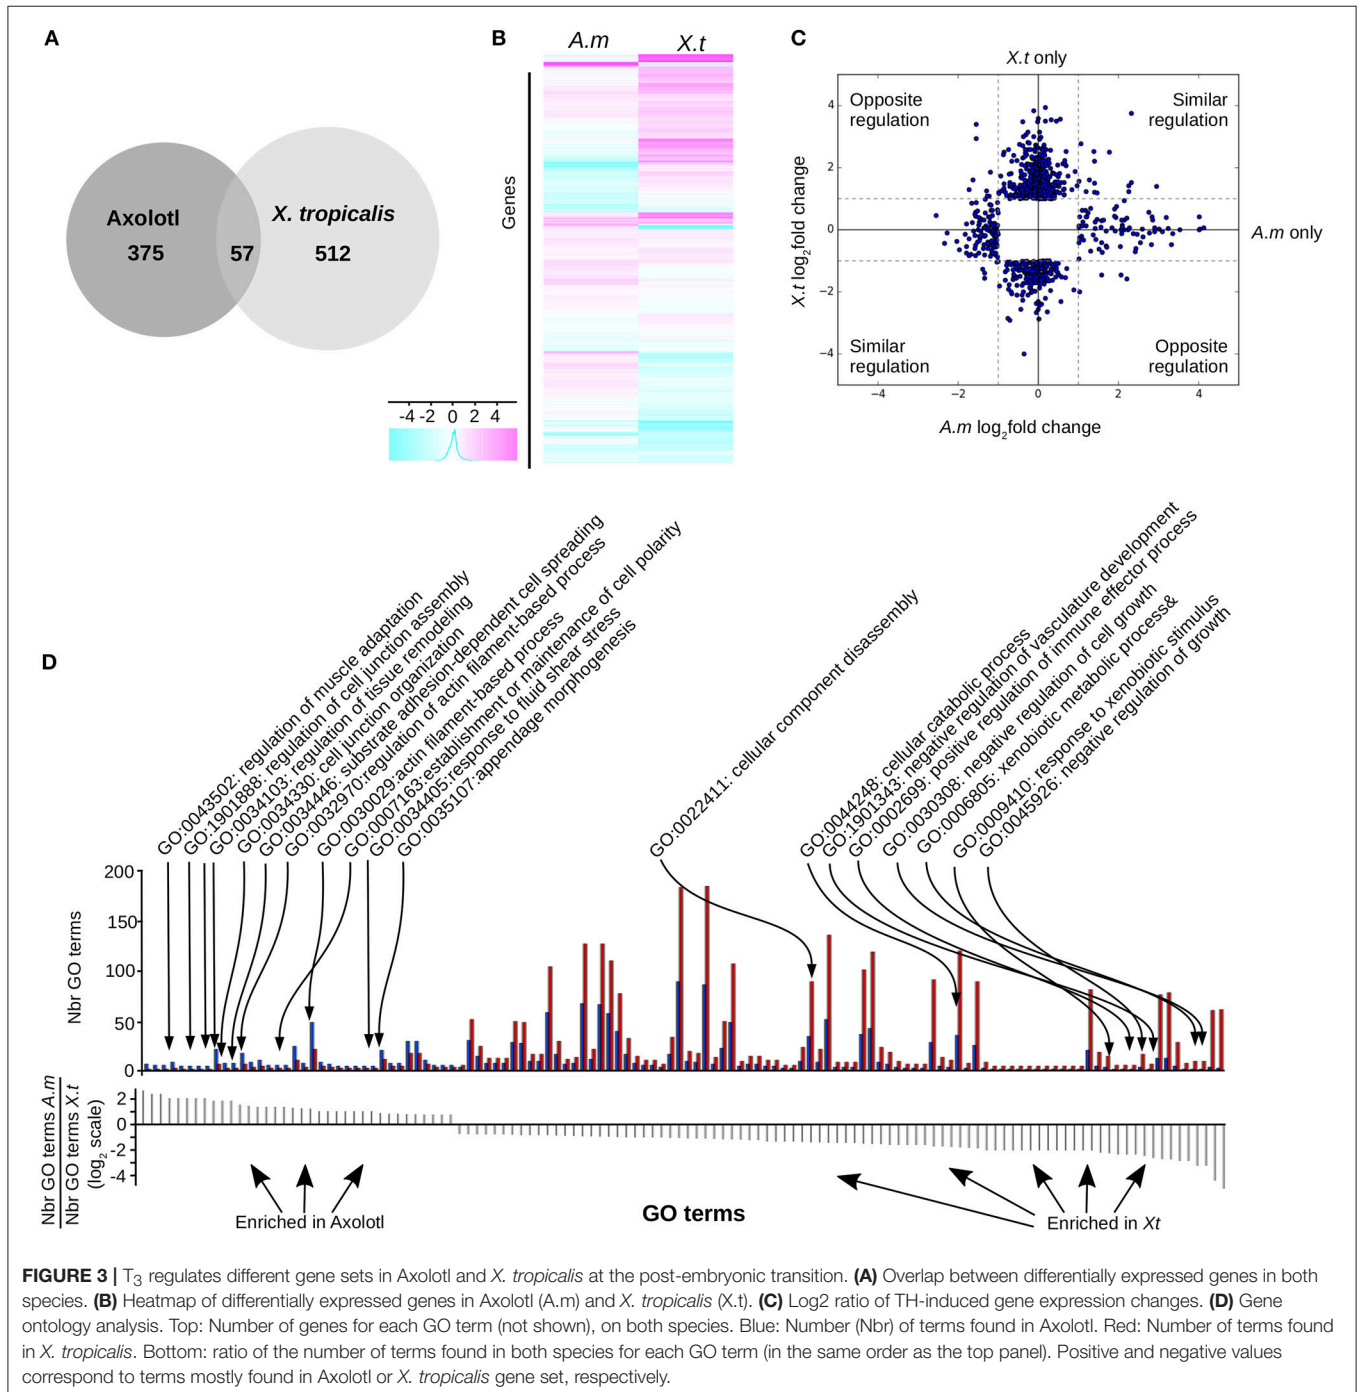 A
Axolotl
375
57
X. tropicalis
512
B
A.m
X.t
Genes
-4 -2 0 2 4
C
X.t only
Opposite
regulation
Similar
regulation
4
2
0
−2
−4
X.t log2fold change
A.m only
Similar
regulation
Opposite
regulation
−4 −2 0 2 4
A.m log2fold change
D
GO:0043502: regulation of muscle adaptation
GO:1901888: regulation of cell junction assembly
GO:0034103: regulation of tissue remodeling
GO:0034330: cell junction organization
GO:0034446: substrate adhesion-dependent cell spreading
GO:0032970:regulation of actin filament-based process
GO:0030029:actin filament-based process
GO:0007163:establishment or maintenance of cell polarity
GO:0034405:response to fluid shear stress
GO:0035107:appendage morphogenesis
GO:0022411: cellular component disassembly
GO:0044248: cellular catabolic process
GO:1901343: negative regulation of vasculature development
GO:0002699: positive regulation of immune effector process
GO:0030308: negative regulation of cell growth
GO:0006805: xenobiotic metabolic process&
GO:0009410: response to xenobiotic stimulus
GO:0045926: negative regulation of growth
Nbr GO terms
200
150
100
50
0
Nbr GO terms A.m
Nbr GO terms X.t
(log2 scale)
2
0
-2
-4
Enriched in Axolotl
GO terms
Enriched in Xt
FIGURE 3 | T3 regulates different gene sets in Axolotl and X. tropicalis at the post-embryonic transition. (A) Overlap between differentially expressed genes in both
species. (B) Heatmap of differentially expressed genes in Axolotl (A.m) and X. tropicalis (X.t). (C) Log2 ratio of TH-induced gene expression changes. (D) Gene
ontology analysis. Top: Number of genes for each GO term (not shown), on both species. Blue: Number (Nbr) of terms found in Axolotl. Red: Number of terms found
in X. tropicalis. Bottom: ratio of the number of terms found in both species for each GO term (in the same order as the top panel). Positive and negative values
correspond to terms mostly found in Axolotl or X. tropicalis gene set, respectively.